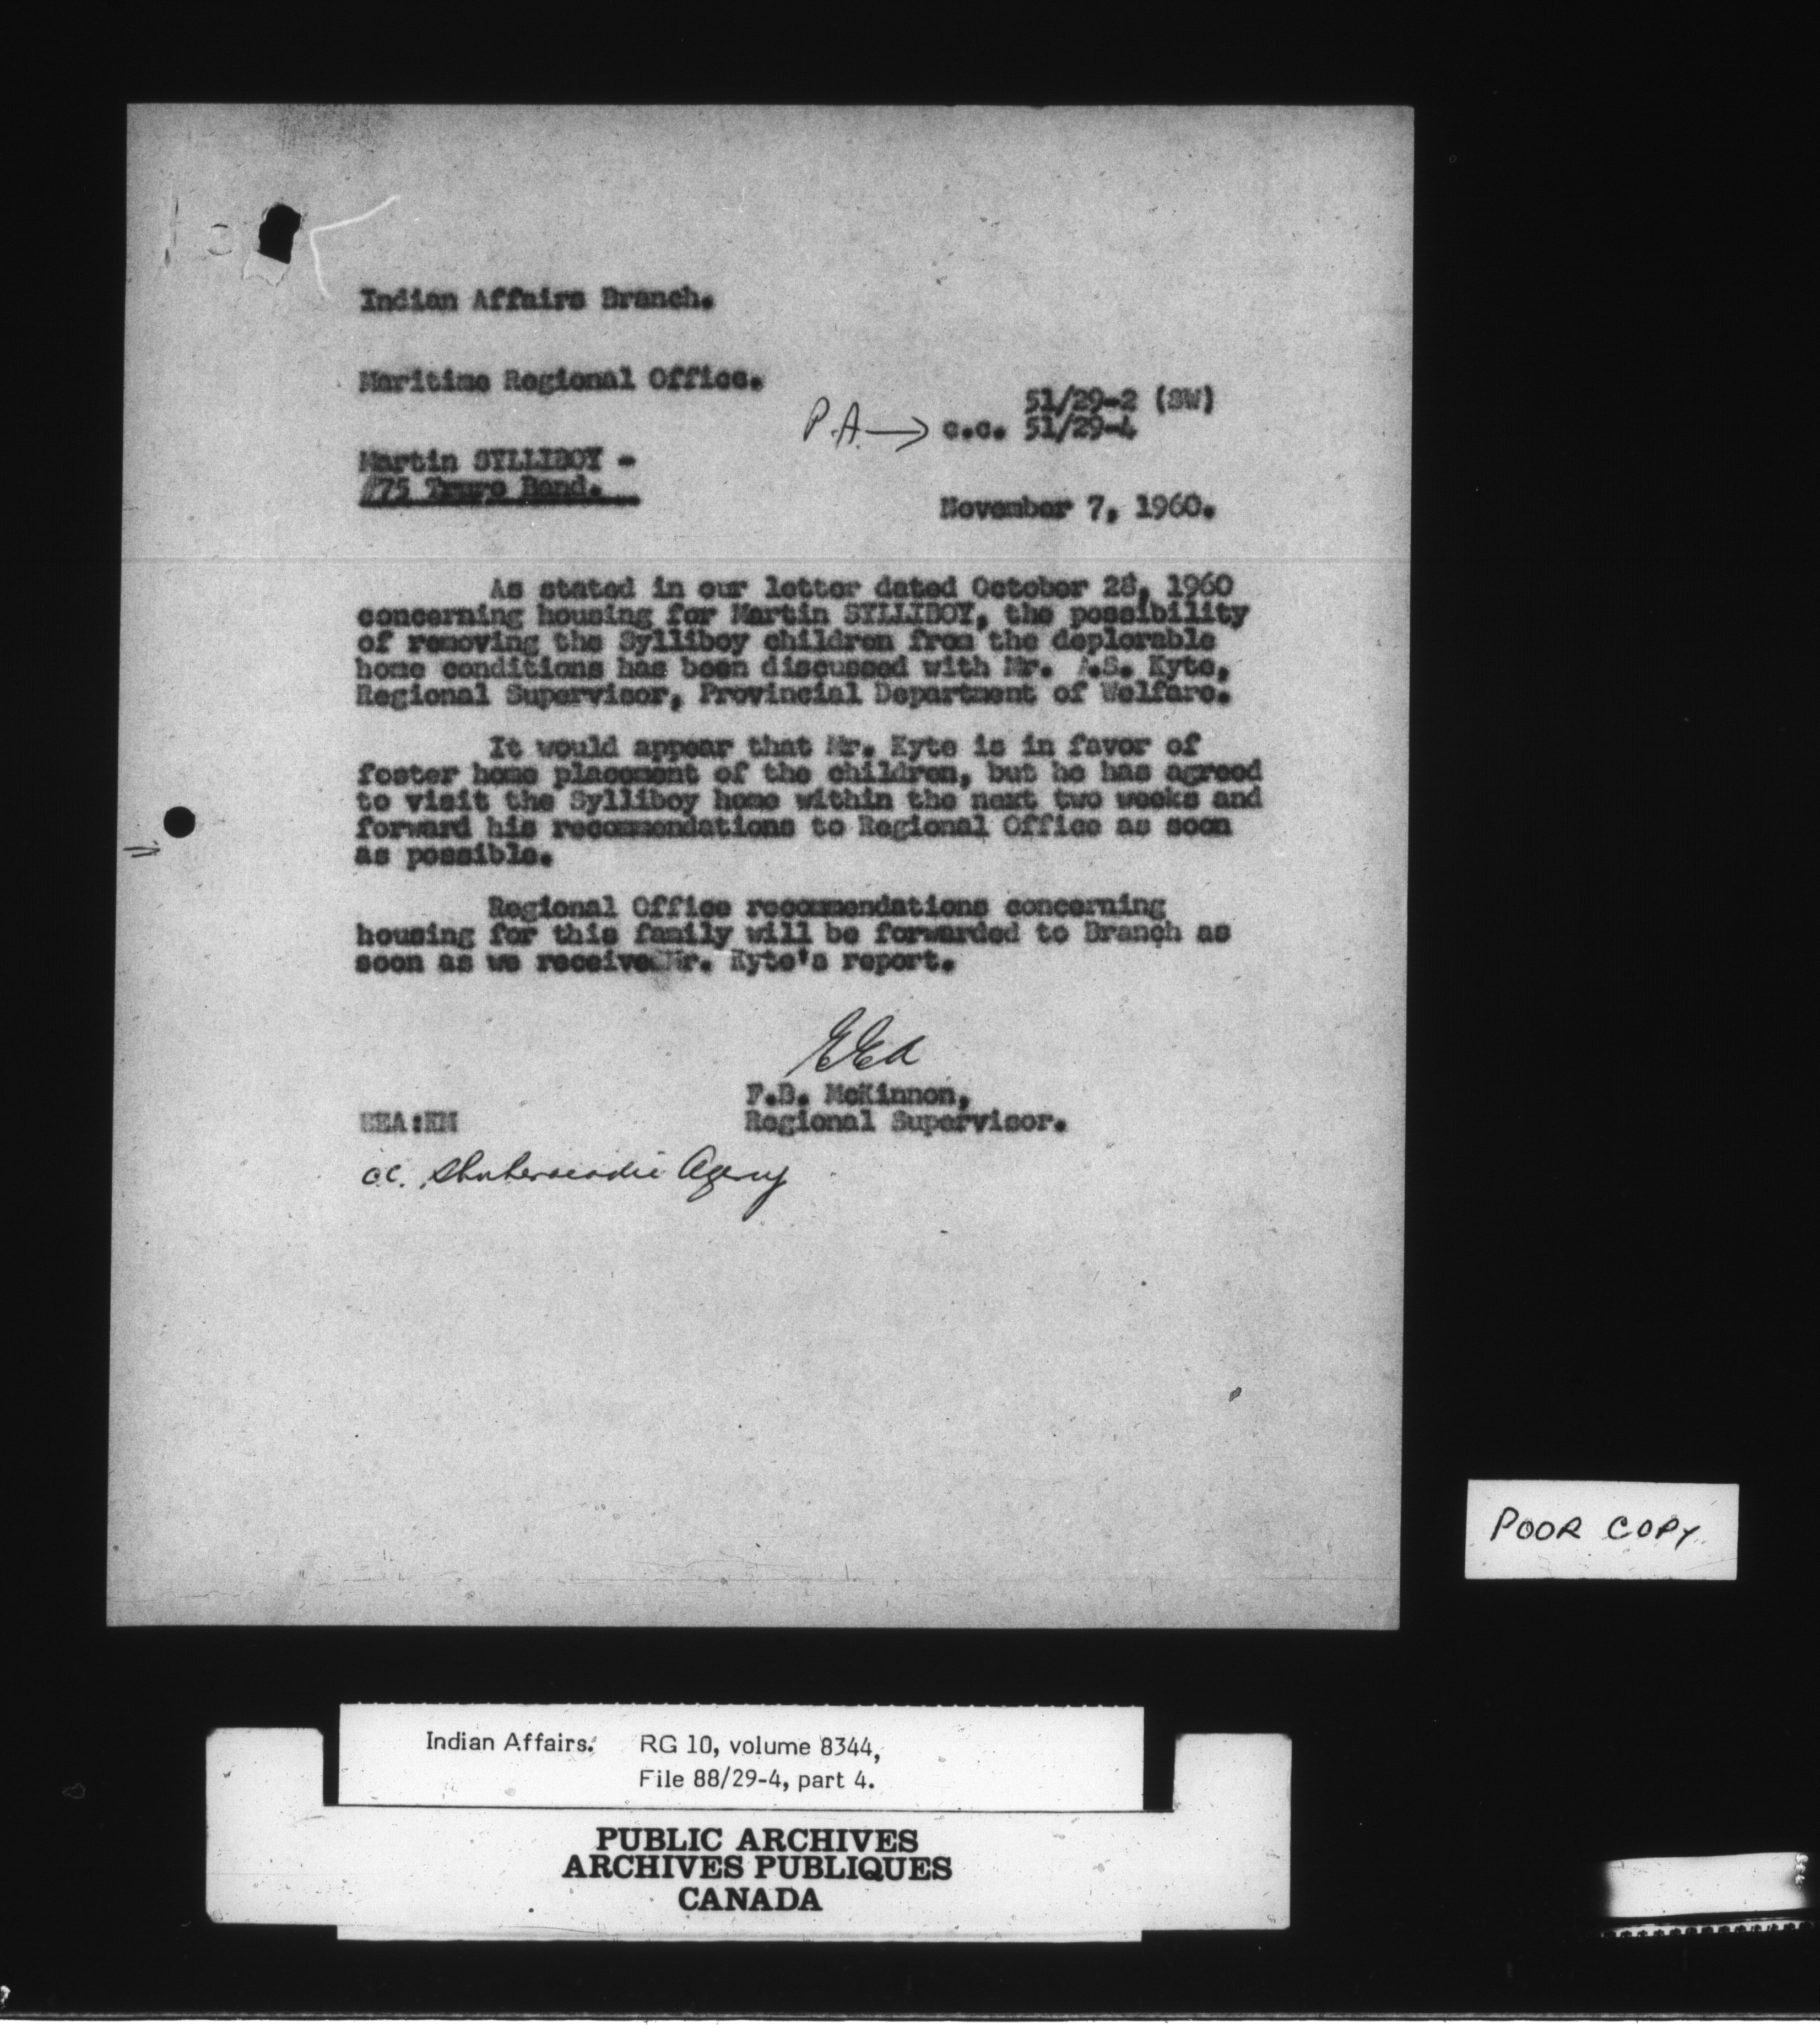 Indian Affairs Branch.
Maritime Regional Office.
51/29-2 (SW)
P.A. → c.c. 51/29-4
Martin SYLLIBOY -
#75 Truro Band.
November 7, 1960.
As stated in our letter dated October 28, 1960
concerning housing for Martin SYLLIBOY, the possibility
of removing the Sylliboy children from the deplorable
home conditions has been discussed with Mr. A.S. Kyte,
Regional Supervisor, Provincial Department of Welfare.
It would appear that Mr. Kyte is in favor of
foster home placement of the children, but he has agreed
to visit the Sylliboy home within the next two weeks and
forward his recommendations to Regional Office as soon
as possible.
Regional Office recommendations concerning
housing for this family will be forwarded to Branch as
soon as we receive Mr. Kyte's report.
EEA
F.B. McKinnon,
EEA:EM Regional Supervisor.
cc. Shubenacadie Agency
POOR COPY
Indian Affairs. RG 10, volume 8344,
File 88/29-4, part 4.
PUBLIC ARCHIVES
ARCHIVES PUBLIQUES
CANADA